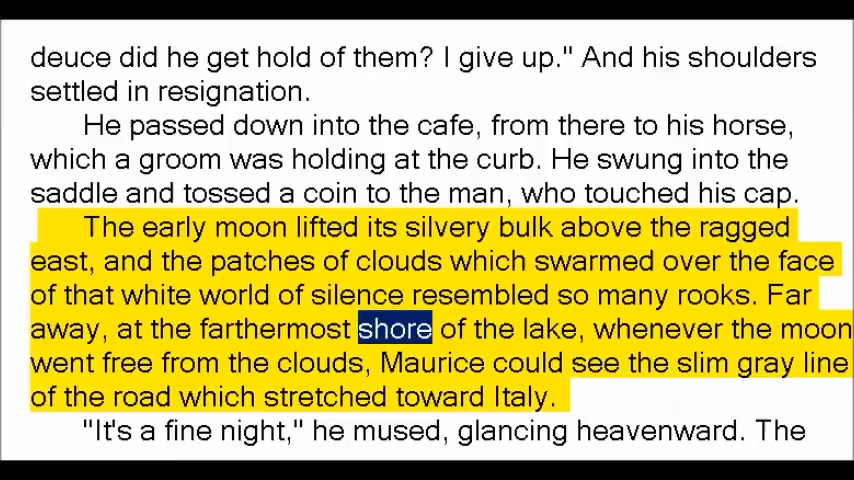 deuce did he get hold of them? I give up." And his shoulders
settled in resignation.
He passed down into the cafe, from there to his horse,
which a groom was holding at the curb. He swung into the
saddle and tossed a coin to the man, who touched his cap.
The early moon lifted its silvery bulk above the ragged
east, and the patches of clouds which swarmed over the face
of that white world of silence resembled so many rooks. Far
away, at the farthermost shore of the lake, whenever the moon
went free from the clouds, Maurice could see the slim gray line
of the road which stretched toward Italy.
"It's a fine night," he mused, glancing heavenward. The